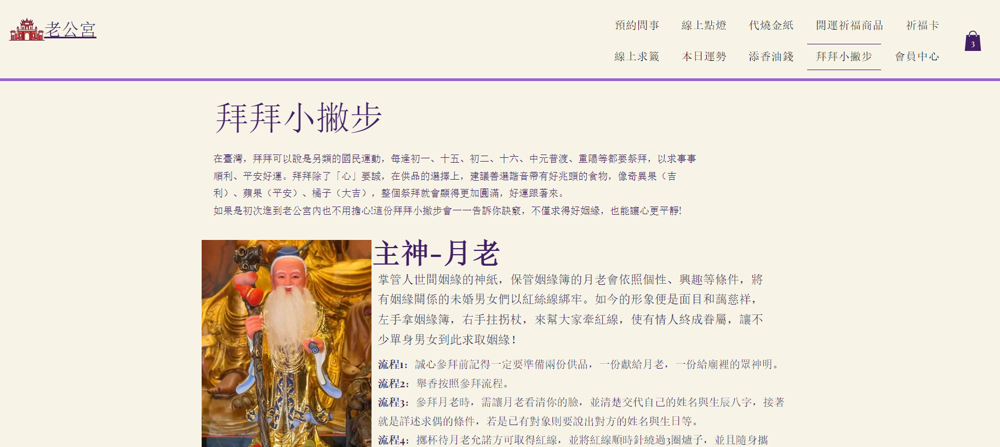 老公宮
預約問事 線上點燈 代燒金紙 開運祈福商品 祈福卡
3
線上求籤 本日運勢 添香油錢 拜拜小撇步 會員中心
拜拜小撇步
在臺灣，拜拜可以說是另類的國民運動，每逢初一、十五、初二、十六、中元普渡、重陽等都要祭拜，以求事事
順利、平安好運。拜拜除了「心」要誠，在供品的選擇上，建議善選諧音帶有好兆頭的食物，像奇異果（吉
利）、蘋果（平安）、橘子（大吉），整個祭拜就會顯得更加圓滿，好運跟著來。
如果是初次進到老公宮內也不用擔心!這份拜拜小撇步會一一告訴你訣竅，不僅求得好姻緣，也能讓心更平靜!
主神-月老
掌管人世間姻緣的神紙，保管姻緣簿的月老會依照個性、興趣等條件，將
有姻緣關係的未婚男女們以紅絲線綁牢。如今的形象便是面目和藹慈祥，
左手拿姻緣簿，右手拄拐杖，來幫大家牽紅線，使有情人終成眷屬，讓不
少單身男女到此求取姻緣！
流程1：誠心參拜前記得一定要準備兩份供品，一份獻給月老，一份給廟裡的眾神明。
流程2：舉香按照參拜流程。
流程3：參拜月老時，需讓月老看清你的臉，並清楚交代自己的姓名與生辰八字，接著
就是詳述求偶的條件，若是已有對象則要說出對方的姓名與生日等。
流程4：擲杯待月老允諾方可取得紅線，並將紅線順時針繞過3圈爐子，並且隨身攜